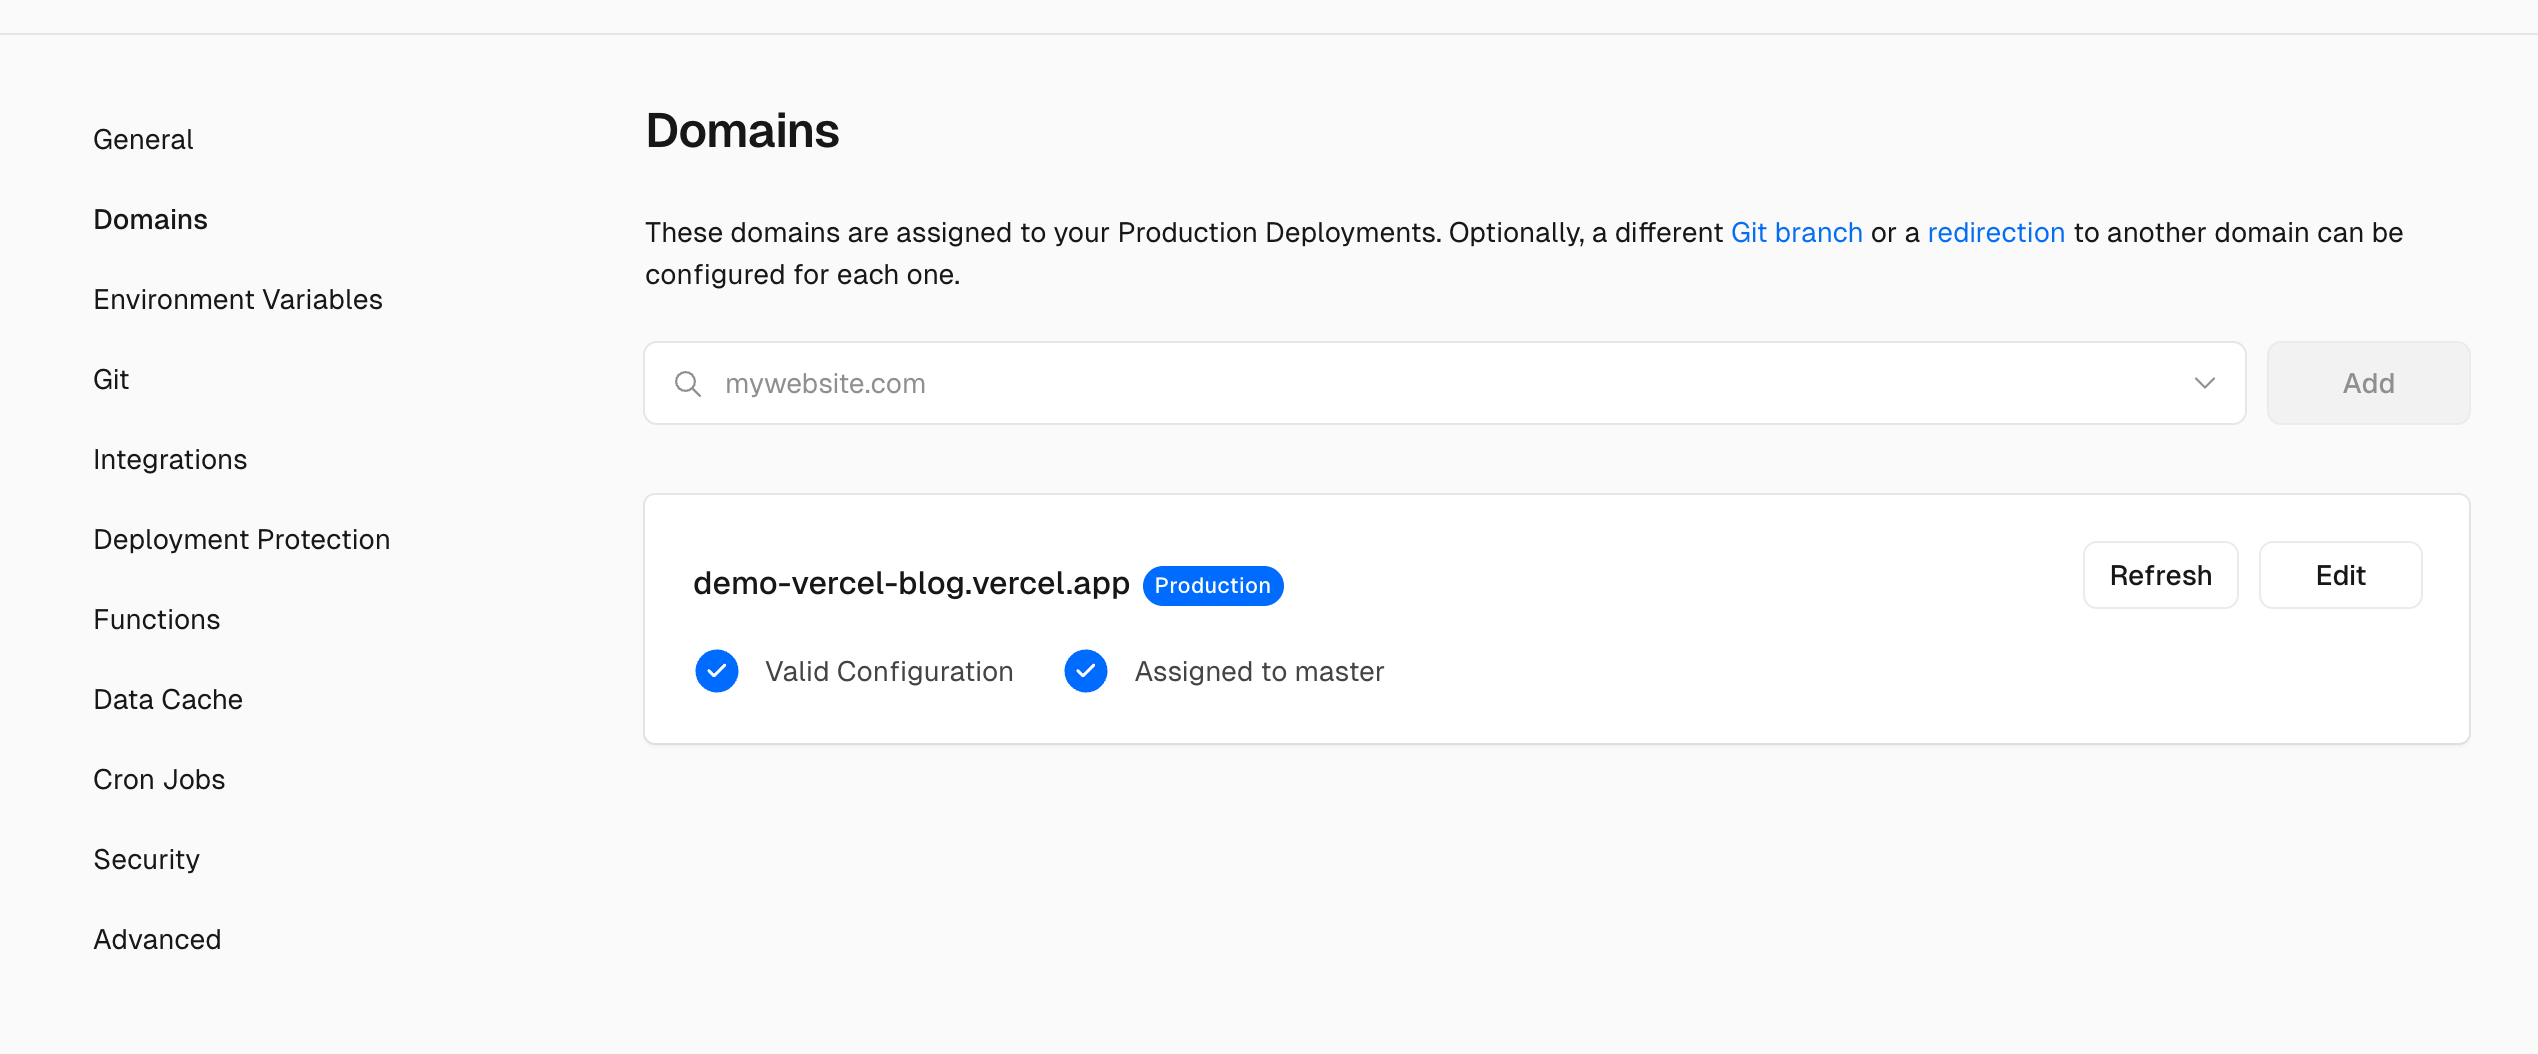 General
Domains
Environment Variables
Git
Integrations
Deployment Protection
Functions
Data Cache
Cron Jobs
Security
Advanced
Domains
These domains are assigned to your Production Deployments. Optionally, a different Git branch or a redirection to another domain can be
configured for each one.
mywebsite.com
Add
demo-vercel-blog.vercel.app Production
Refresh
Edit
Valid Configuration
Assigned to master